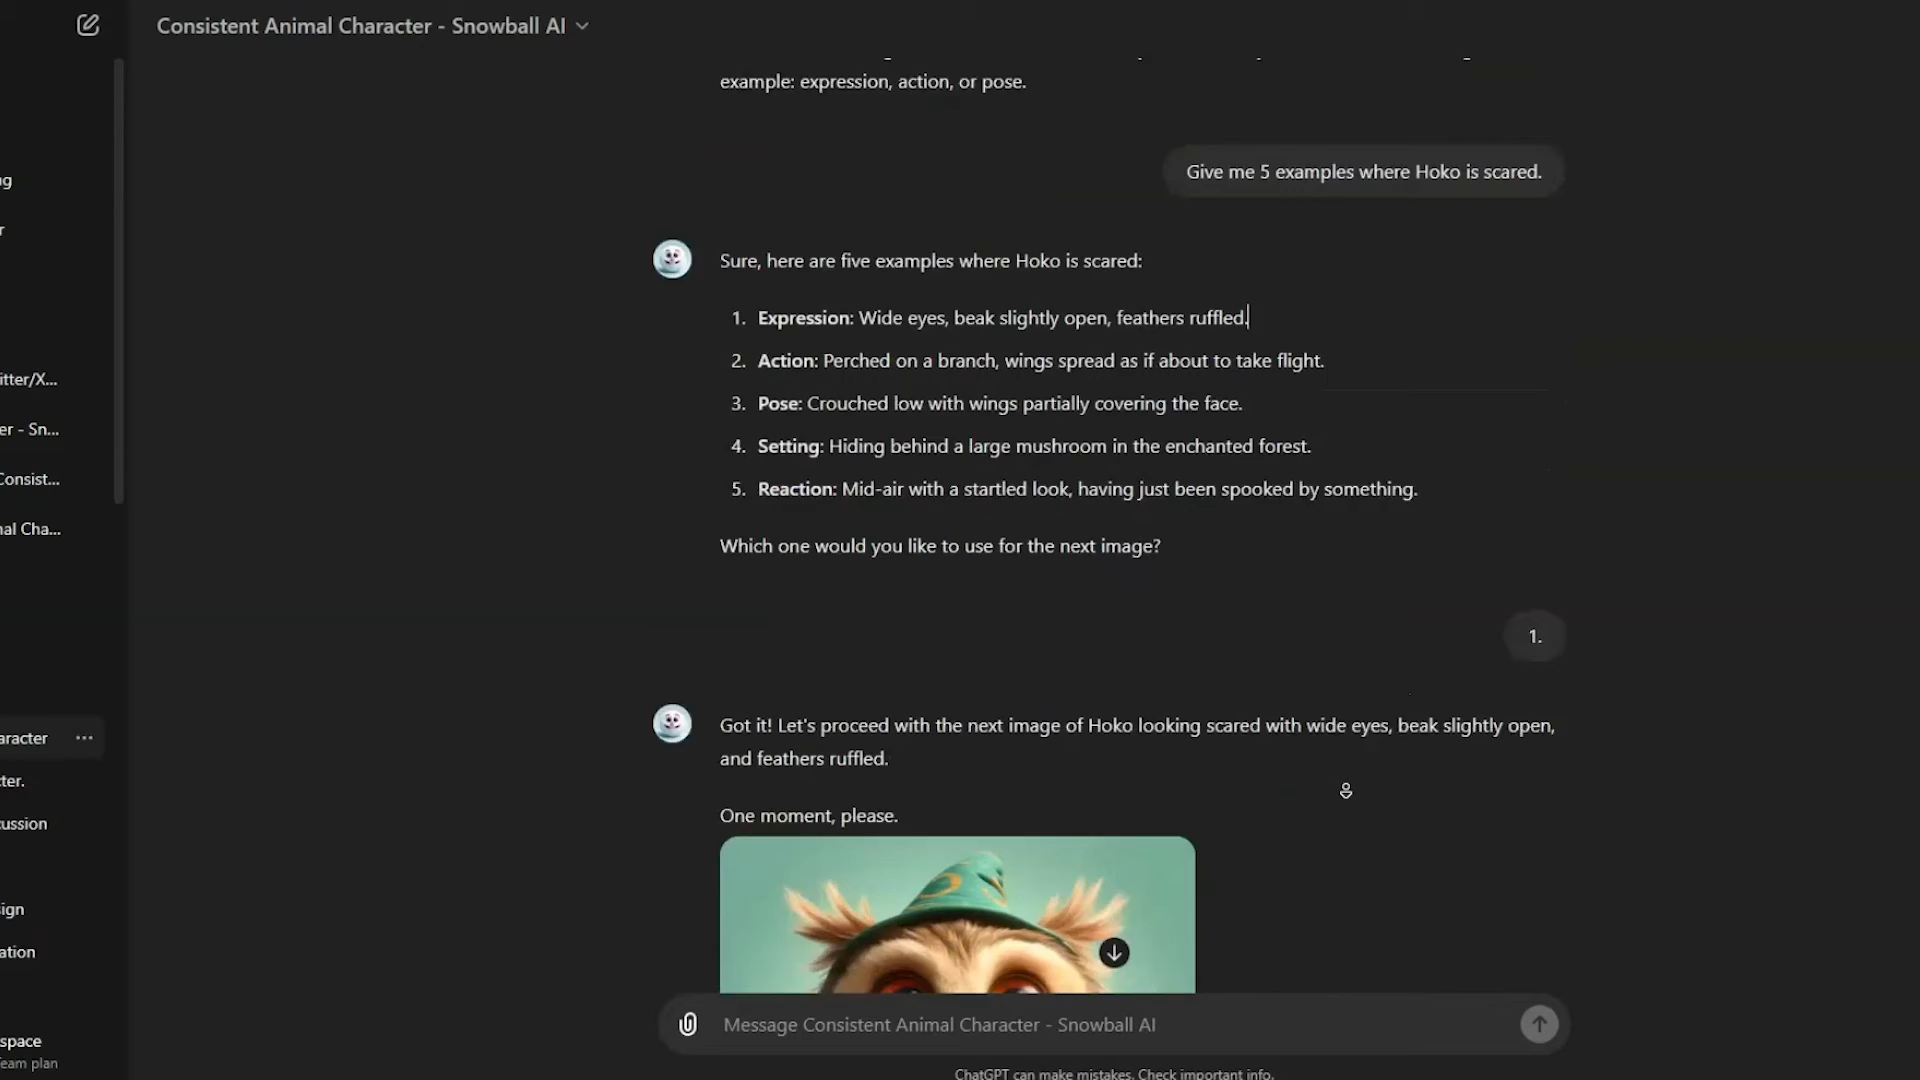 Consistent Animal Character - Snowball AI
example: expression, action, or pose.
Give me 5 examples where Hoko is scared.
Sure, here are five examples where Hoko is scared:
1. Expression: Wide eyes, beak slightly open, feathers ruffled.
2. Action: Perched on a branch, wings spread as if about to take flight.
3. Pose: Crouched low with wings partially covering the face.
4. Setting: Hiding behind a large mushroom in the enchanted forest.
5. Reaction: Mid-air with a startled look, having just been spooked by something.
Which one would you like to use for the next image?
1.
Got it! Let's proceed with the next image of Hoko looking scared with wide eyes, beak slightly open,
and feathers ruffled.
One moment, please.
Message Consistent Animal Character - Snowball AI
ChatGPT can make mistakes. Check important info.
itter/X...
er - Sn...
Consist...
nal Cha...
aracter ...
cter.
cussion
sign
ation
space
Team plan